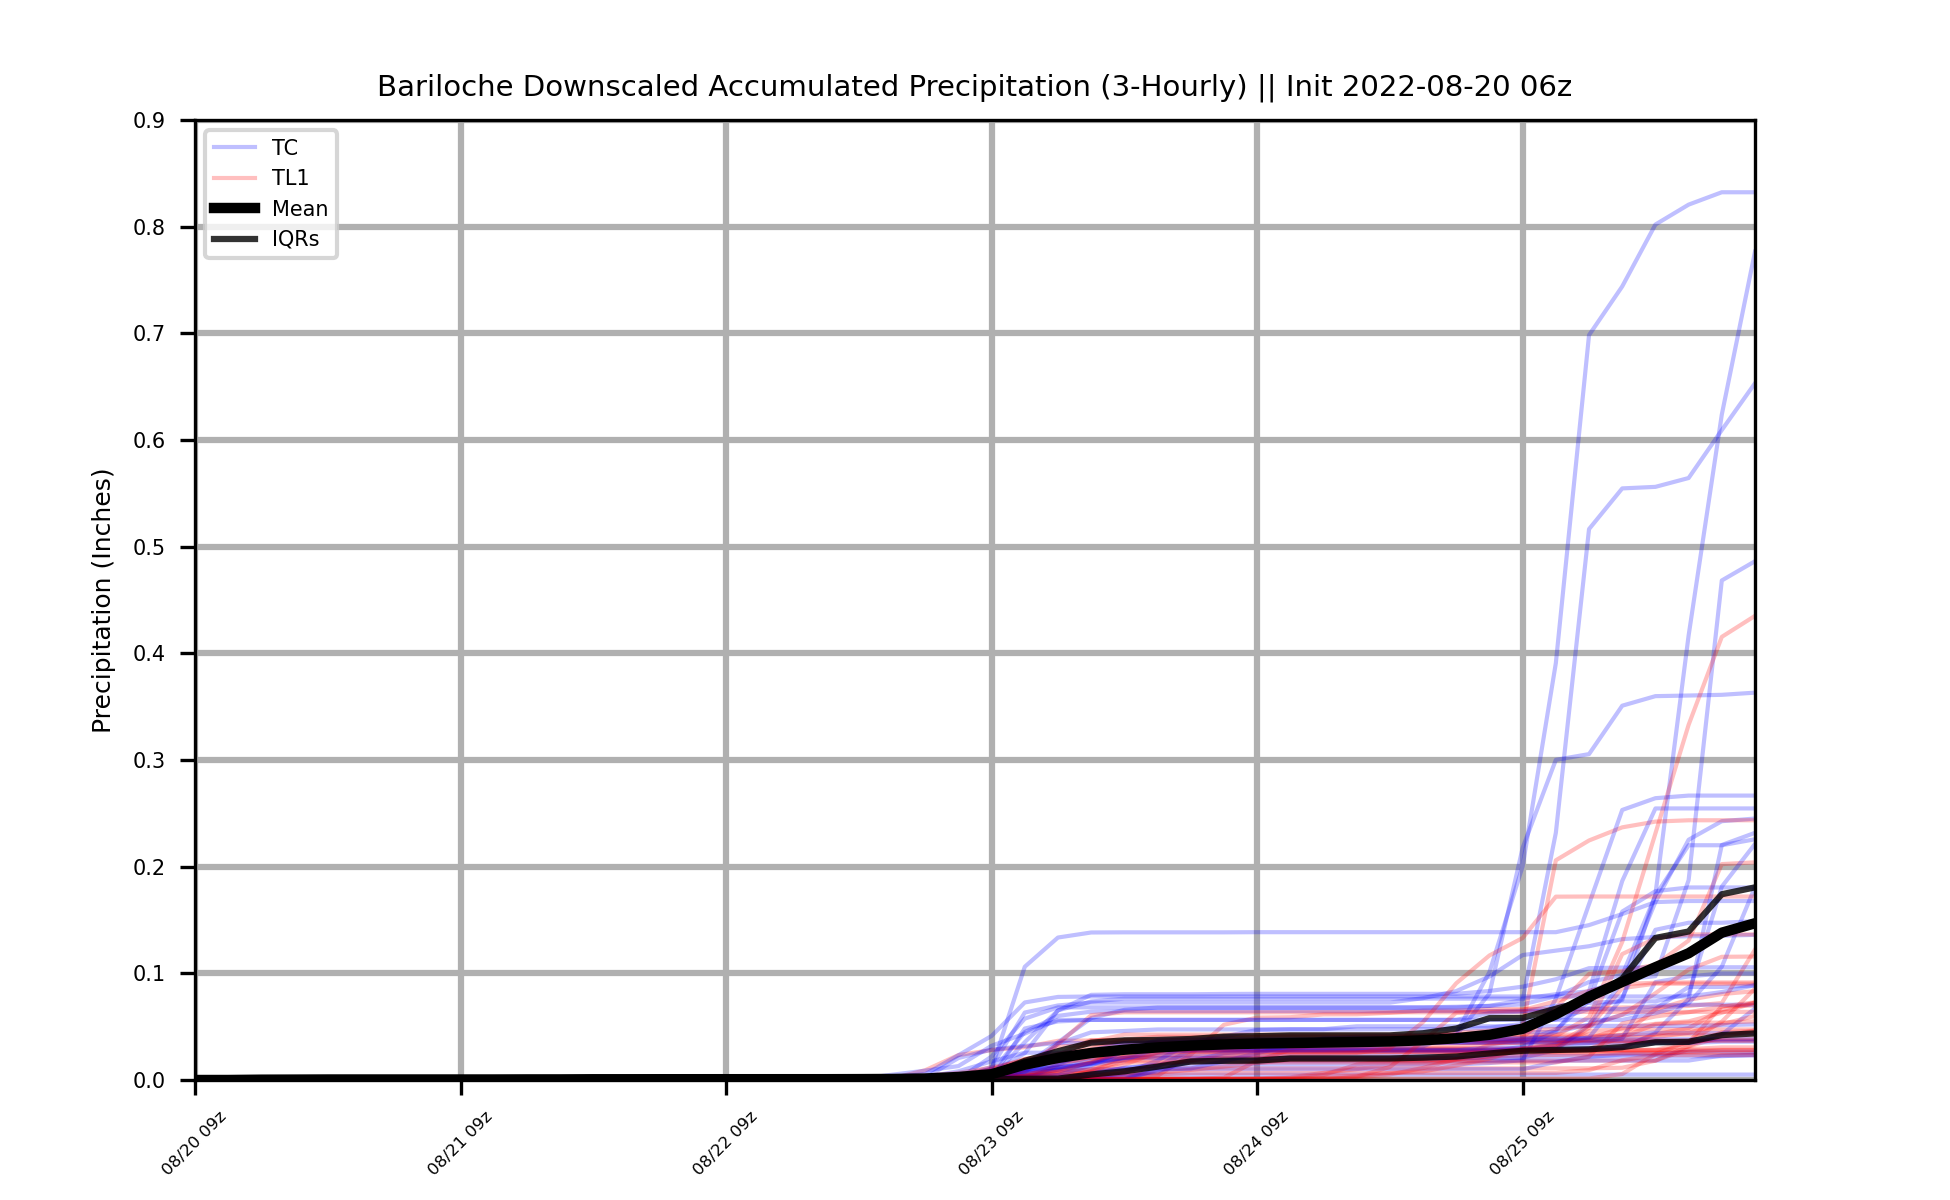 Bariloche Downscaled Accumulated Precipitation (3-Hourly) || Init 2022-08-20 06z
Precipitation (Inches)
0.9
0.8
0.7
0.6
0.5
0.4
0.3
0.2
0.1
0.0
TC
TL1
Mean
IQRs
08/20 09z
08/21 09z
08/22 09z
08/23 09z
08/24 09z
08/25 09z